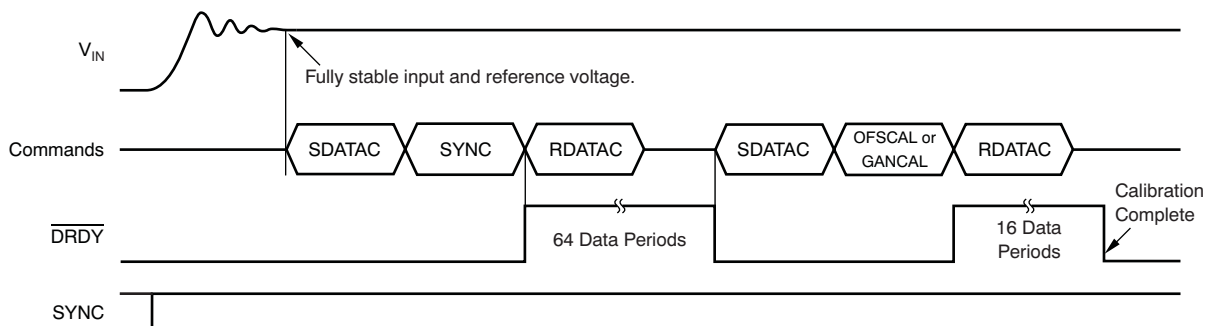 V_IN
Fully stable input and reference voltage.
Commands
SDATAC
SYNC
RDATAC
SDATAC
OFSCAL or
GANCAL
RDATAC
Calibration
Complete
DRDY
64 Data Periods
16 Data
Periods
SYNC